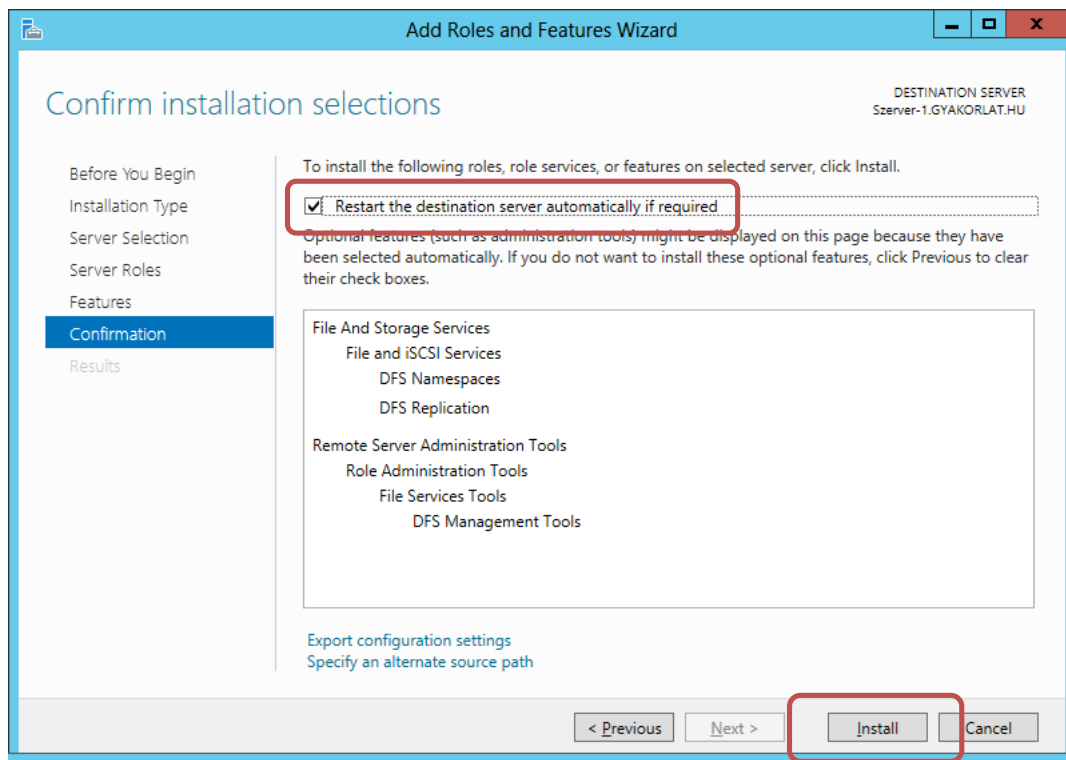 Add Roles and Features Wizard
Confirm installation selections
DESTINATION SERVER
Szerver-1.GYAKORLAT.HU
Before You Begin
Installation Type
Server Selection
Server Roles
Features
Confirmation
Results
To install the following roles, role services, or features on selected server, click Install.
Restart the destination server automatically if required
Optional features (such as administration tools) might be displayed on this page because they have
been selected automatically. If you do not want to install these optional features, click Previous to clear
their check boxes.
File And Storage Services
File and iSCSI Services
DFS Namespaces
DFS Replication
Remote Server Administration Tools
Role Administration Tools
File Services Tools
DFS Management Tools
Export configuration settings
Specify an alternate source path
< Previous
Next >
Install
Cancel